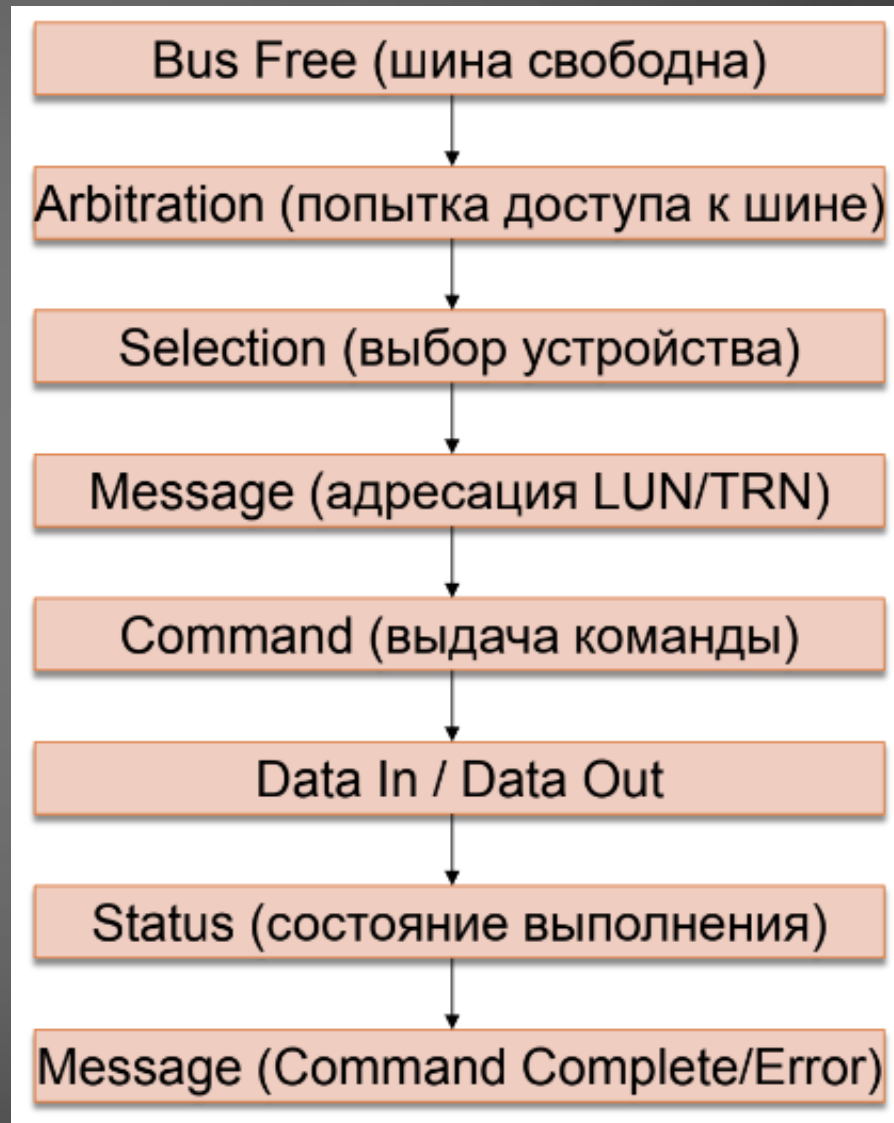 Bus Free (шина свободна)
Arbitration (попытка доступа к шине)
Selection (выбор устройства)
Message (адресация LUN/TRN)
Command (выдача команды)
Data In / Data Out
Status (состояние выполнения)
Message (Command Complete/Error)